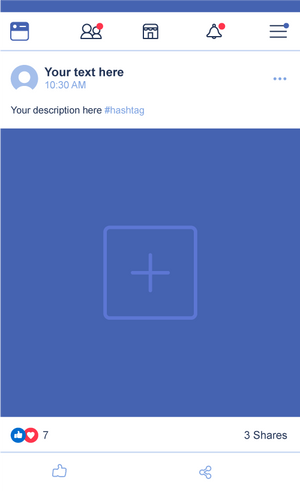 Your text here
10:30 AM
Your description here #hashtag
7
3 Shares